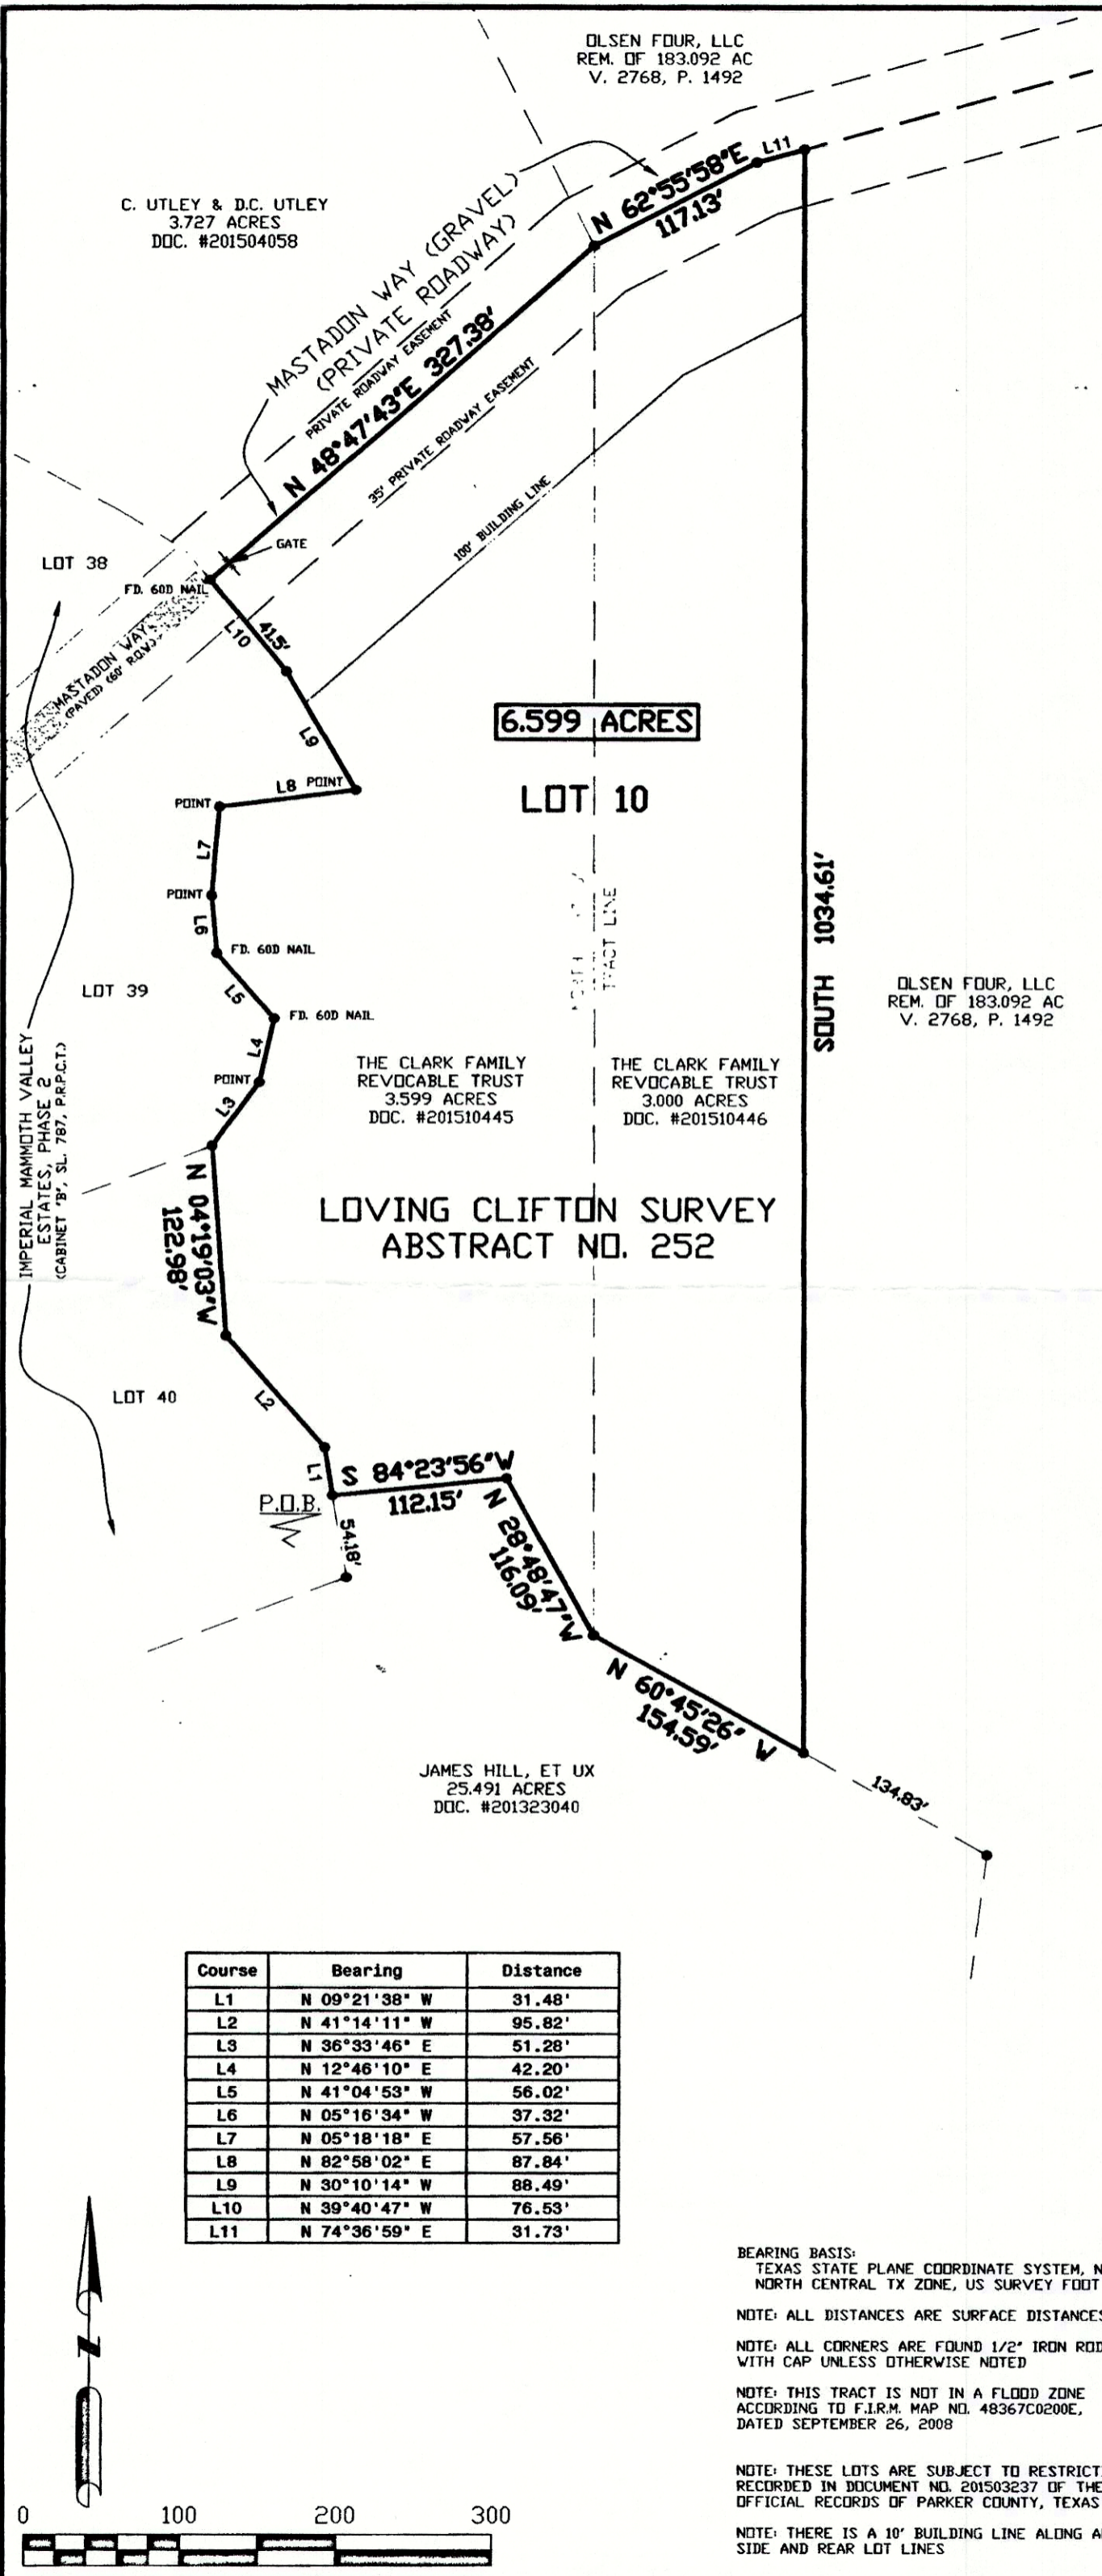 OLSEN FOUR, LLC
REM. OF 183.092 AC
V. 2768, P. 1492
C. UTLEY & D.C. UTLEY
3.727 ACRES
DOC. #201504058
MASTADON WAY (GRAVEL)
(PRIVATE ROADWAY)
PRIVATE ROADWAY EASEMENT
N 48°47'43"E 327.38'
N 62°55'58"E
117.13'
L11
35' PRIVATE ROADWAY EASEMENT
100' BUILDING LINE
GATE
LOT 38
FD. 60D NAIL
MASTADON WAY
(PAVED) (60' R.O.W.)
L10
41.5'
L9
6.599 ACRES
LOT 10
L8
POINT
POINT
L7
POINT
L6
FD. 60D NAIL
L5
FD. 60D NAIL
LOT 39
L4
POINT
L3
TRACT LINE
SOUTH 1034.61'
OLSEN FOUR, LLC
REM. OF 183.092 AC
V. 2768, P. 1492
THE CLARK FAMILY
REVOCABLE TRUST
3.599 ACRES
DOC. #201510445
THE CLARK FAMILY
REVOCABLE TRUST
3.000 ACRES
DOC. #201510446
IMPERIAL MAMMOTH VALLEY
ESTATES, PHASE 2
(CABINET 'B', SL. 787, P.R.P.C.T.)
N 04°19'03"W
122.98'
LOVING CLIFTON SURVEY
ABSTRACT NO. 252
LOT 40
L2
L1
S 84°23'56"W
112.15'
P.O.B.
54.18'
N 28°48'47"W
116.09'
N 60°45'26" W
154.59'
134.83'
JAMES HILL, ET UX
25.491 ACRES
DOC. #201323040
Course Bearing Distance
L1 N 09°21'38" W 31.48'
L2 N 41°14'11" W 95.82'
L3 N 36°33'46" E 51.28'
L4 N 12°46'10" E 42.20'
L5 N 41°04'53" W 56.02'
L6 N 05°16'34" W 37.32'
L7 N 05°18'18" E 57.56'
L8 N 82°58'02" E 87.84'
L9 N 30°10'14" W 88.49'
L10 N 39°40'47" W 76.53'
L11 N 74°36'59" E 31.73'
N
0 100 200 300
BEARING BASIS:
TEXAS STATE PLANE COORDINATE SYSTEM, N
NORTH CENTRAL TX ZONE, US SURVEY FOOT
NOTE: ALL DISTANCES ARE SURFACE DISTANCES
NOTE: ALL CORNERS ARE FOUND 1/2" IRON ROD
WITH CAP UNLESS OTHERWISE NOTED
NOTE: THIS TRACT IS NOT IN A FLOOD ZONE
ACCORDING TO F.I.R.M. MAP NO. 48367C0200E,
DATED SEPTEMBER 26, 2008
NOTE: THESE LOTS ARE SUBJECT TO RESTRICT
RECORDED IN DOCUMENT NO. 201503237 OF THE
OFFICIAL RECORDS OF PARKER COUNTY, TEXAS
NOTE: THERE IS A 10' BUILDING LINE ALONG A
SIDE AND REAR LOT LINES